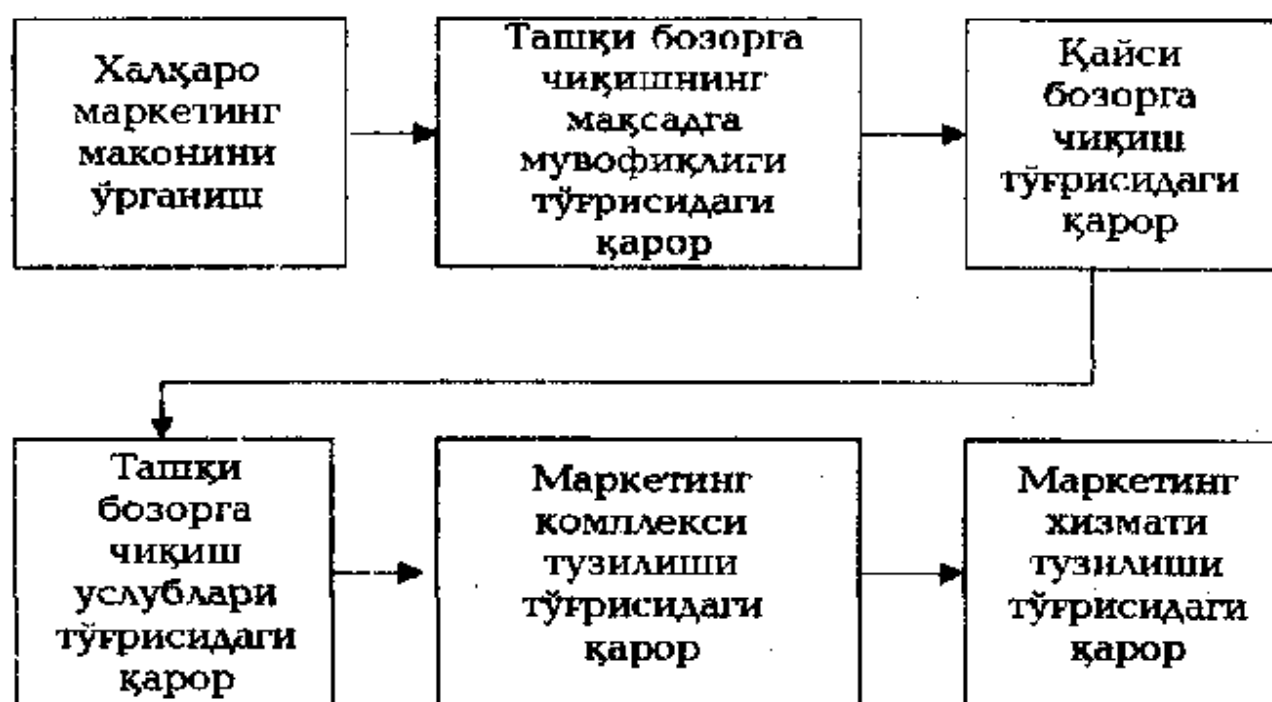 Халқаро
маркетинг
маконини
ўрганиш
Ташқи бозорга
чиқишнинг
мақсадга
мувофиқлиги
тўғрисидаги
қарор
Қайси
бозорга
чиқиш
тўғрисидаги
қарор
Ташқи
бозорга
чиқиш
услублари
тўғрисидаги
қарор
Маркетинг
комплекси
тузилиши
тўғрисидаги
қарор
Маркетинг
хизмати
тузилиши
тўғрисидаги
қарор